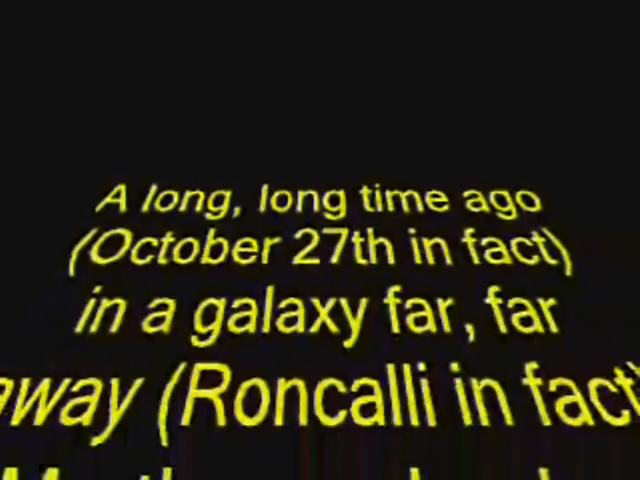 A long, long time ago
(October 27th in fact)
in a galaxy far, far
away (Roncalli in fact)